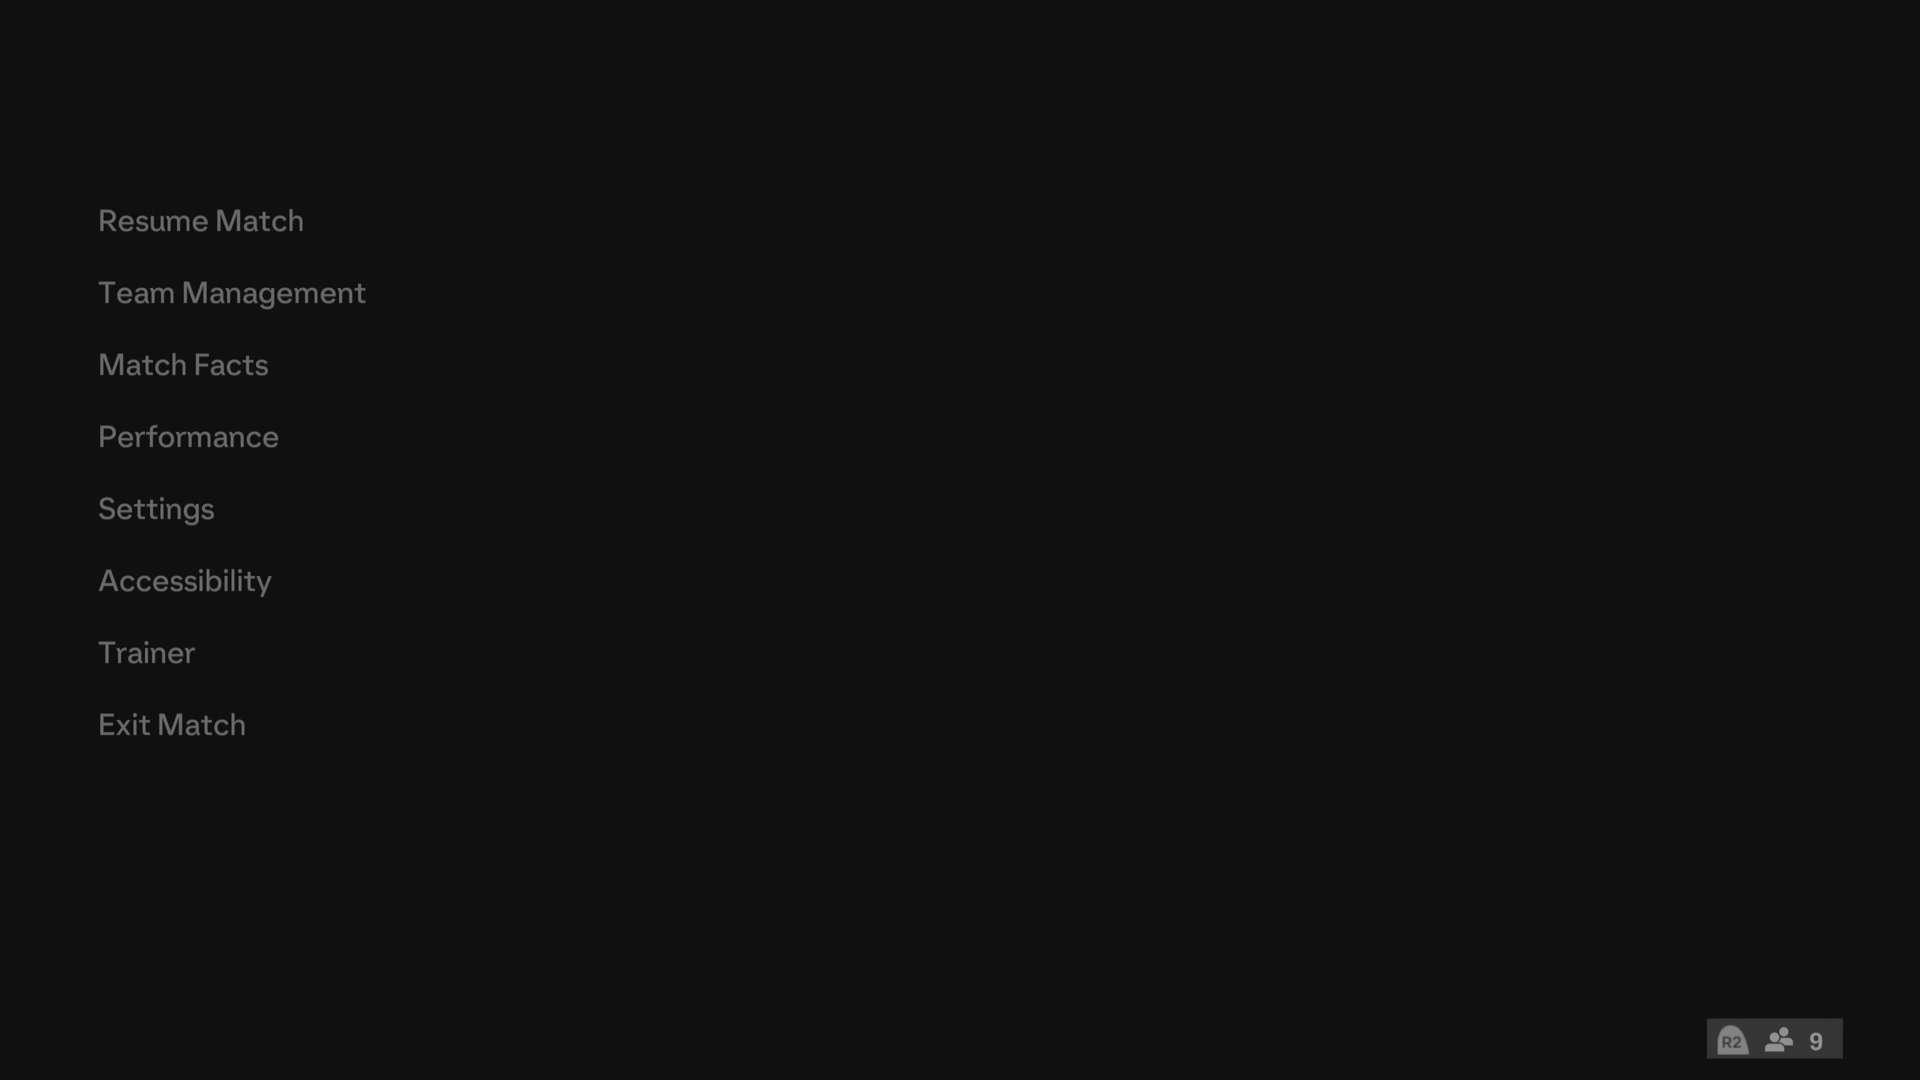 Resume Match
Team Management
Match Facts
Performance
Settings
Accessibility
Trainer
Exit Match
R2 9